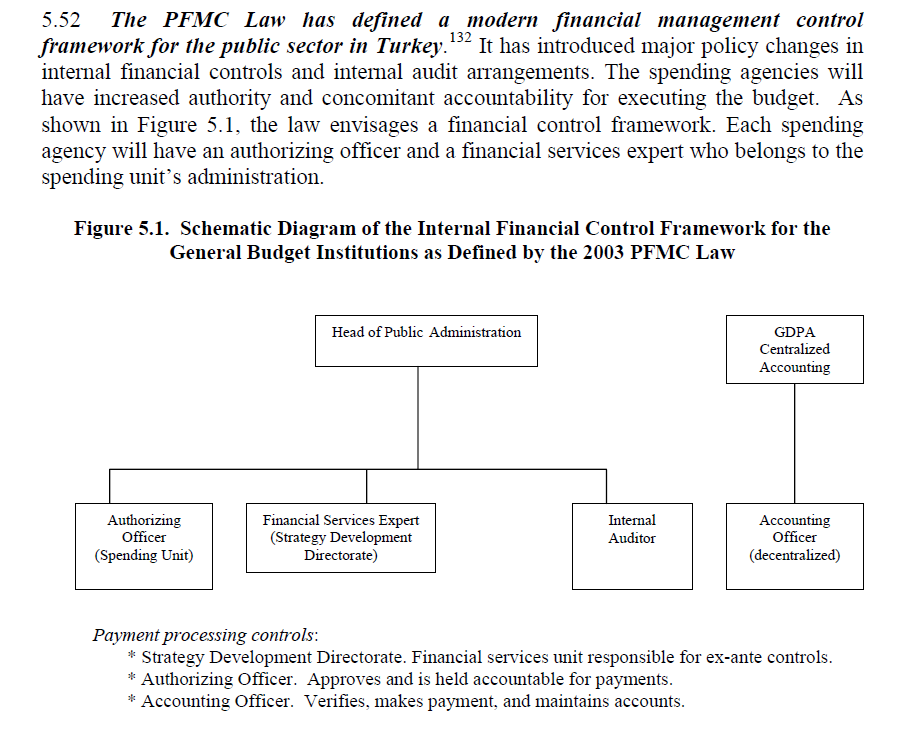 5.52 The PFMC Law has defined a modern financial management control
framework for the public sector in Turkey.132 It has introduced major policy changes in
internal financial controls and internal audit arrangements. The spending agencies will
have increased authority and concomitant accountability for executing the budget. As
shown in Figure 5.1, the law envisages a financial control framework. Each spending
agency will have an authorizing officer and a financial services expert who belongs to the
spending unit's administration.
Figure 5.1. Schematic Diagram of the Internal Financial Control Framework for the
General Budget Institutions as Defined by the 2003 PFMC Law
Head of Public Administration
GDPA
Centralized
Accounting
Authorizing
Officer
(Spending Unit)
Financial Services Expert
(Strategy Development
Directorate)
Internal
Auditor
Accounting
Officer
(decentralized)
Payment processing controls:
* Strategy Development Directorate. Financial services unit responsible for ex-ante controls.
* Authorizing Officer. Approves and is held accountable for payments.
* Accounting Officer. Verifies, makes payment, and maintains accounts.